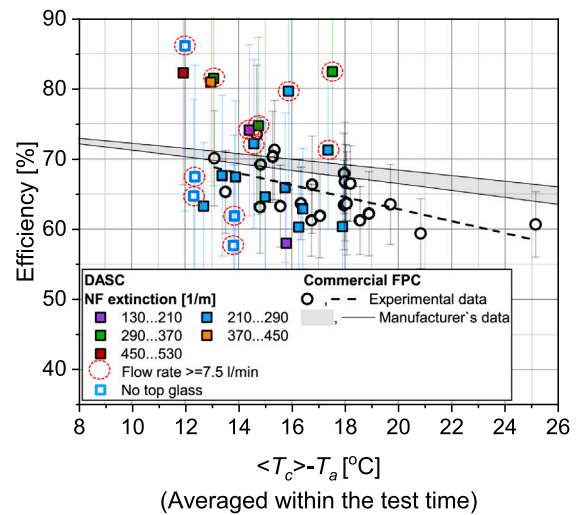 90
80
70
60
50
40
Efficiency [%]
DASC
NF extinction [1/m]
130...210
210...290
290...370
370...450
450...530
Flow rate >=7.5 l/min
No top glass
Commercial FPC
, Experimental data
, Manufacturer`s data
8 10 12 14 16 18 20 22 24 26
<Tc>-Ta [oC]
(Averaged within the test time)